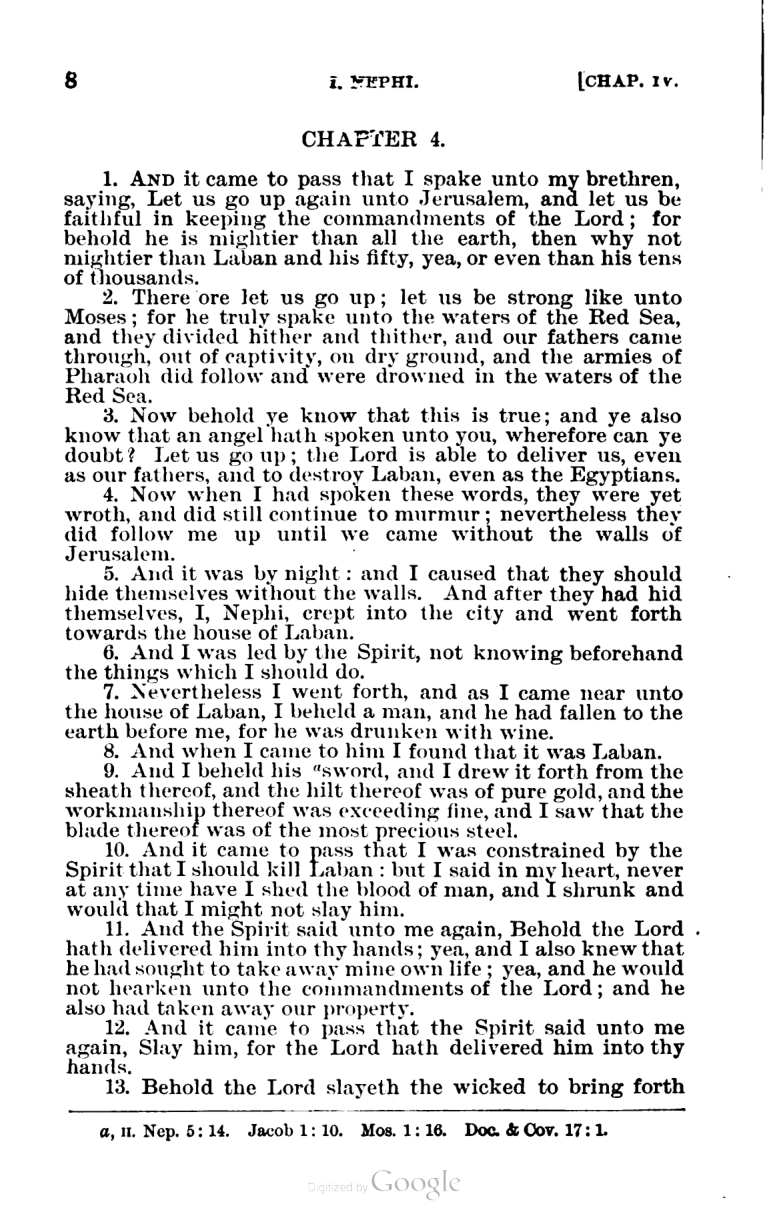 8 I. NEPHI. [CHAP. IV.
CHAPTER 4.
1. AND it came to pass that I spake unto my brethren,
saying, Let us go up again unto Jerusalem, and let us be
faithful in keeping the commandments of the Lord; for
behold he is mightier than all the earth, then why not
mightier than Laban and his fifty, yea, or even than his tens
of thousands.
2. There ore let us go up; let us be strong like unto
Moses; for he truly spake unto the waters of the Red Sea,
and they divided hither and thither, and our fathers came
through, out of captivity, on dry ground, and the armies of
Pharaoh did follow and were drowned in the waters of the
Red Sea.
3. Now behold ye know that this is true; and ye also
know that an angel hath spoken unto you, wherefore can ye
doubt? Let us go up; the Lord is able to deliver us, even
as our fathers, and to destroy Laban, even as the Egyptians.
4. Now when I had spoken these words, they were yet
wroth, and did still continue to murmur; nevertheless they
did follow me up until we came without the walls of
Jerusalem.
5. And it was by night: and I caused that they should
hide themselves without the walls. And after they had hid
themselves, I, Nephi, crept into the city and went forth
towards the house of Laban.
6. And I was led by the Spirit, not knowing beforehand
the things which I should do.
7. Nevertheless I went forth, and as I came near unto
the house of Laban, I beheld a man, and he had fallen to the
earth before me, for he was drunken with wine.
8. And when I came to him I found that it was Laban.
9. And I beheld his "sword, and I drew it forth from the
sheath thereof, and the hilt thereof was of pure gold, and the
workmanship thereof was exceeding fine, and I saw that the
blade thereof was of the most precious steel.
10. And it came to pass that I was constrained by the
Spirit that I should kill Laban: but I said in my heart, never
at any time have I shed the blood of man, and I shrunk and
would that I might not slay him.
11. And the Spirit said unto me again, Behold the Lord
hath delivered him into thy hands; yea, and I also knew that
he had sought to take away mine own life; yea, and he would
not hearken unto the commandments of the Lord; and he
also had taken away our property.
12. And it came to pass that the Spirit said unto me
again, Slay him, for the Lord hath delivered him into thy
hands.
13. Behold the Lord slayeth the wicked to bring forth
a, II. Nep. 5: 14. Jacob 1: 10. Mos. 1: 16. Doc. & Cov. 17: 1.
Digitized by Google